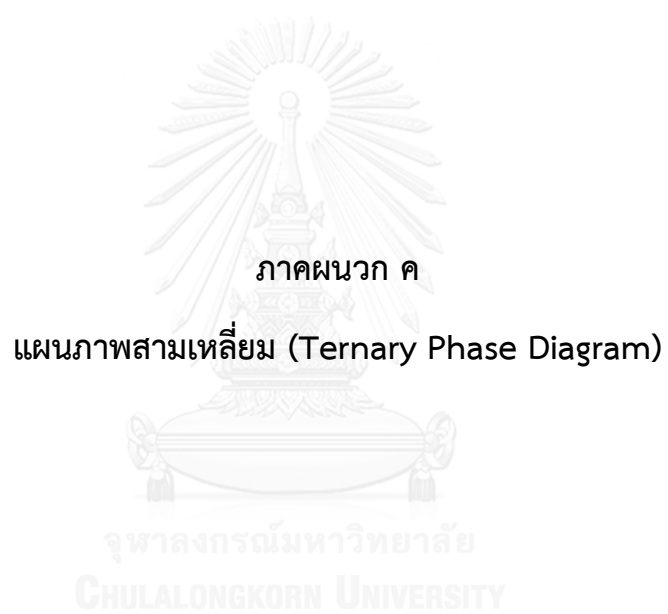 ภาคผนวก ค
แผนภาพสามเหลี่ยม (Ternary Phase Diagram)
จุฬาลงกรณ์มหาวิทยาลัย
CHULALONGKORN UNIVERSITY